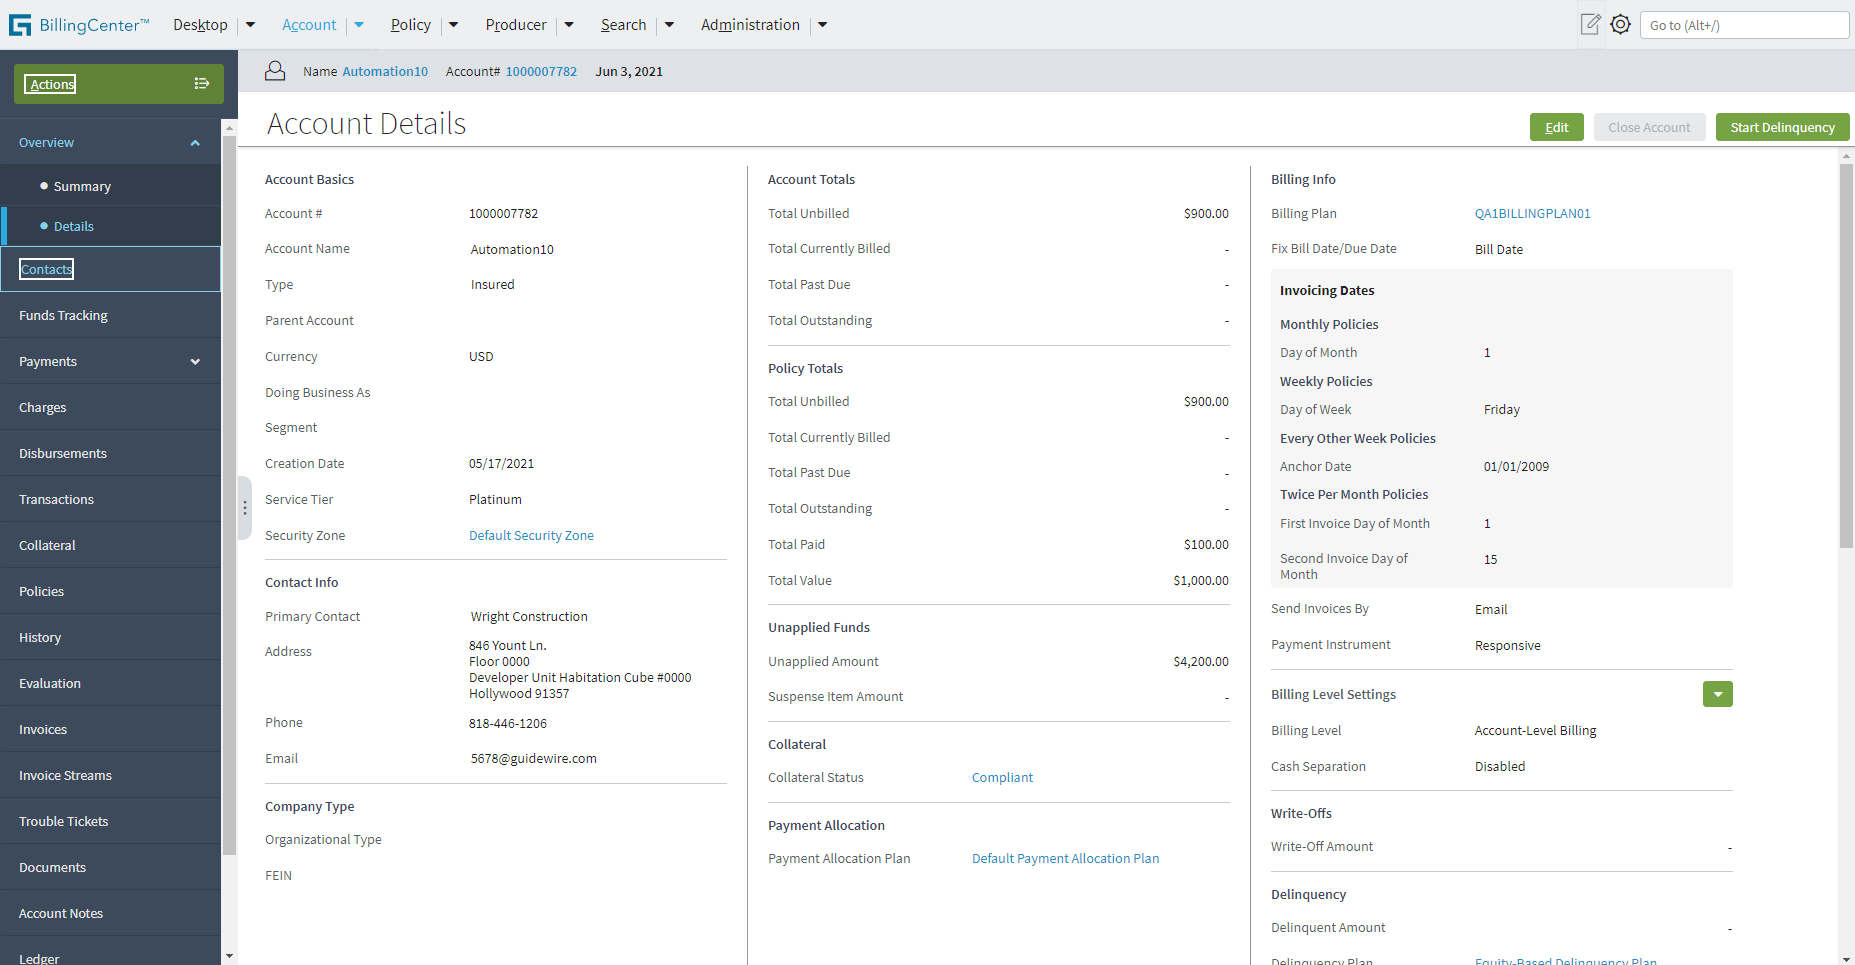 BillingCenter™ Desktop Account Policy Producer Search Administration Go to (Alt+/)
Actions
Name Automation10 Account# 1000007782 Jun 3, 2021
Account Details
Edit Close Account Start Delinquency
Overview
Summary
Details
Contacts
Funds Tracking
Payments
Charges
Disbursements
Transactions
Collateral
Policies
History
Evaluation
Invoices
Invoice Streams
Trouble Tickets
Documents
Account Notes
Ledger
Account Basics
Account # 1000007782
Account Name Automation10
Type Insured
Parent Account
Currency USD
Doing Business As
Segment
Creation Date 05/17/2021
Service Tier Platinum
Security Zone Default Security Zone
Contact Info
Primary Contact Wright Construction
Address 846 Yount Ln.
Floor 0000
Developer Unit Habitation Cube #0000
Hollywood 91357
Phone 818-446-1206
Email 5678@guidewire.com
Company Type
Organizational Type
FEIN
Account Totals
Total Unbilled $900.00
Total Currently Billed -
Total Past Due -
Total Outstanding -
Policy Totals
Total Unbilled $900.00
Total Currently Billed -
Total Past Due -
Total Outstanding -
Total Paid $100.00
Total Value $1,000.00
Unapplied Funds
Unapplied Amount $4,200.00
Suspense Item Amount -
Collateral
Collateral Status Compliant
Payment Allocation
Payment Allocation Plan Default Payment Allocation Plan
Billing Info
Billing Plan QA1BILLINGPLAN01
Fix Bill Date/Due Date Bill Date
Invoicing Dates
Monthly Policies
Day of Month 1
Weekly Policies
Day of Week Friday
Every Other Week Policies
Anchor Date 01/01/2009
Twice Per Month Policies
First Invoice Day of Month 1
Second Invoice Day of Month 15
Send Invoices By Email
Payment Instrument Responsive
Billing Level Settings
Billing Level Account-Level Billing
Cash Separation Disabled
Write-Offs
Write-Off Amount -
Delinquency
Delinquent Amount -
Delinquency Plan Equity-Based Delinquency Plan